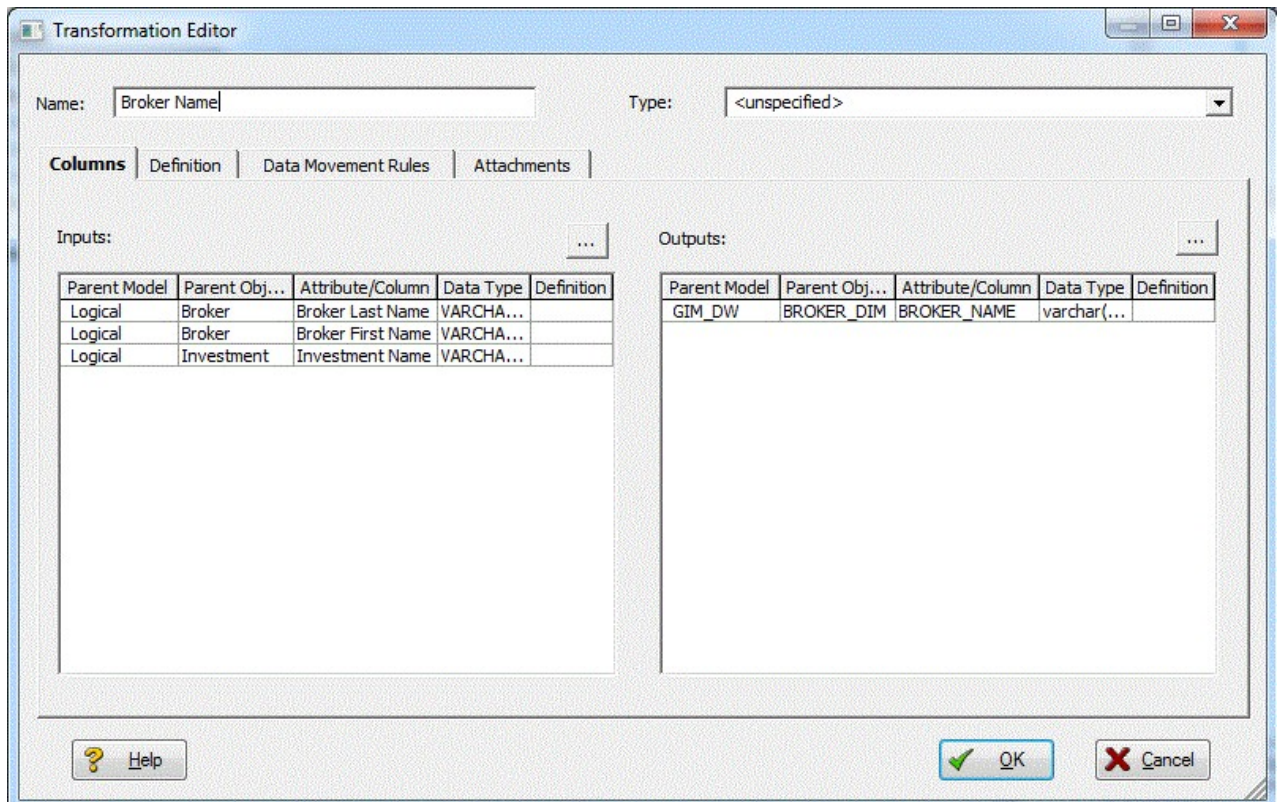 Transformation Editor
Name: Broker Name Type: <unspecified>
Columns Definition Data Movement Rules Attachments
Inputs: ... Outputs: ...
Parent Model Parent Obj... Attribute/Column Data Type Definition Parent Model Parent Obj... Attribute/Column Data Type Definition
Logical Broker Broker Last Name VARCHA... GIM_DW BROKER_DIM BROKER_NAME varchar(...
Logical Broker Broker First Name VARCHA...
Logical Investment Investment Name VARCHA...
Help OK Cancel